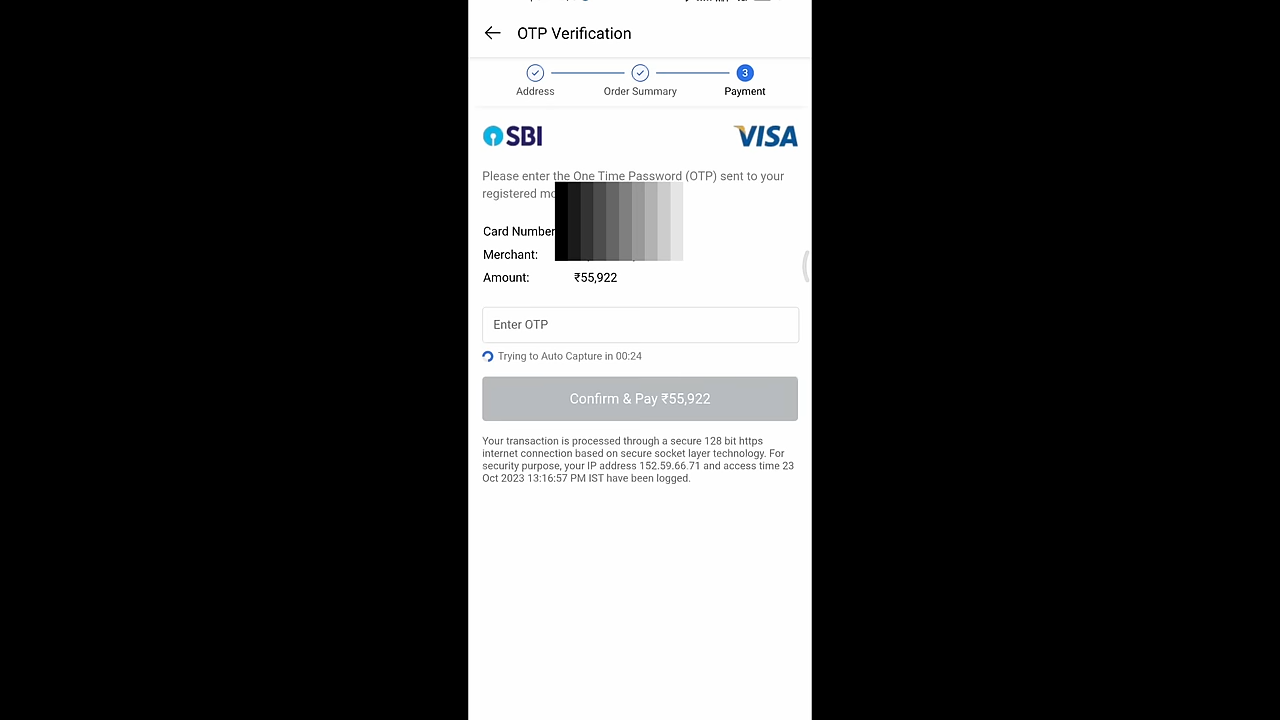 OTP Verification
3
Address Order Summary Payment
SBI VISA
Please enter the One Time Password (OTP) sent to your
registered
Card Number
Merchant:
Amount: ₹55,922
Enter OTP
Trying to Auto Capture in 00:24
Confirm & Pay ₹55,922
Your transaction is processed through a secure 128 bit https
internet connection based on secure socket layer technology. For
security purpose, your IP address 152.59.66.71 and access time 23
Oct 2023 13:16:57 PM IST have been logged.